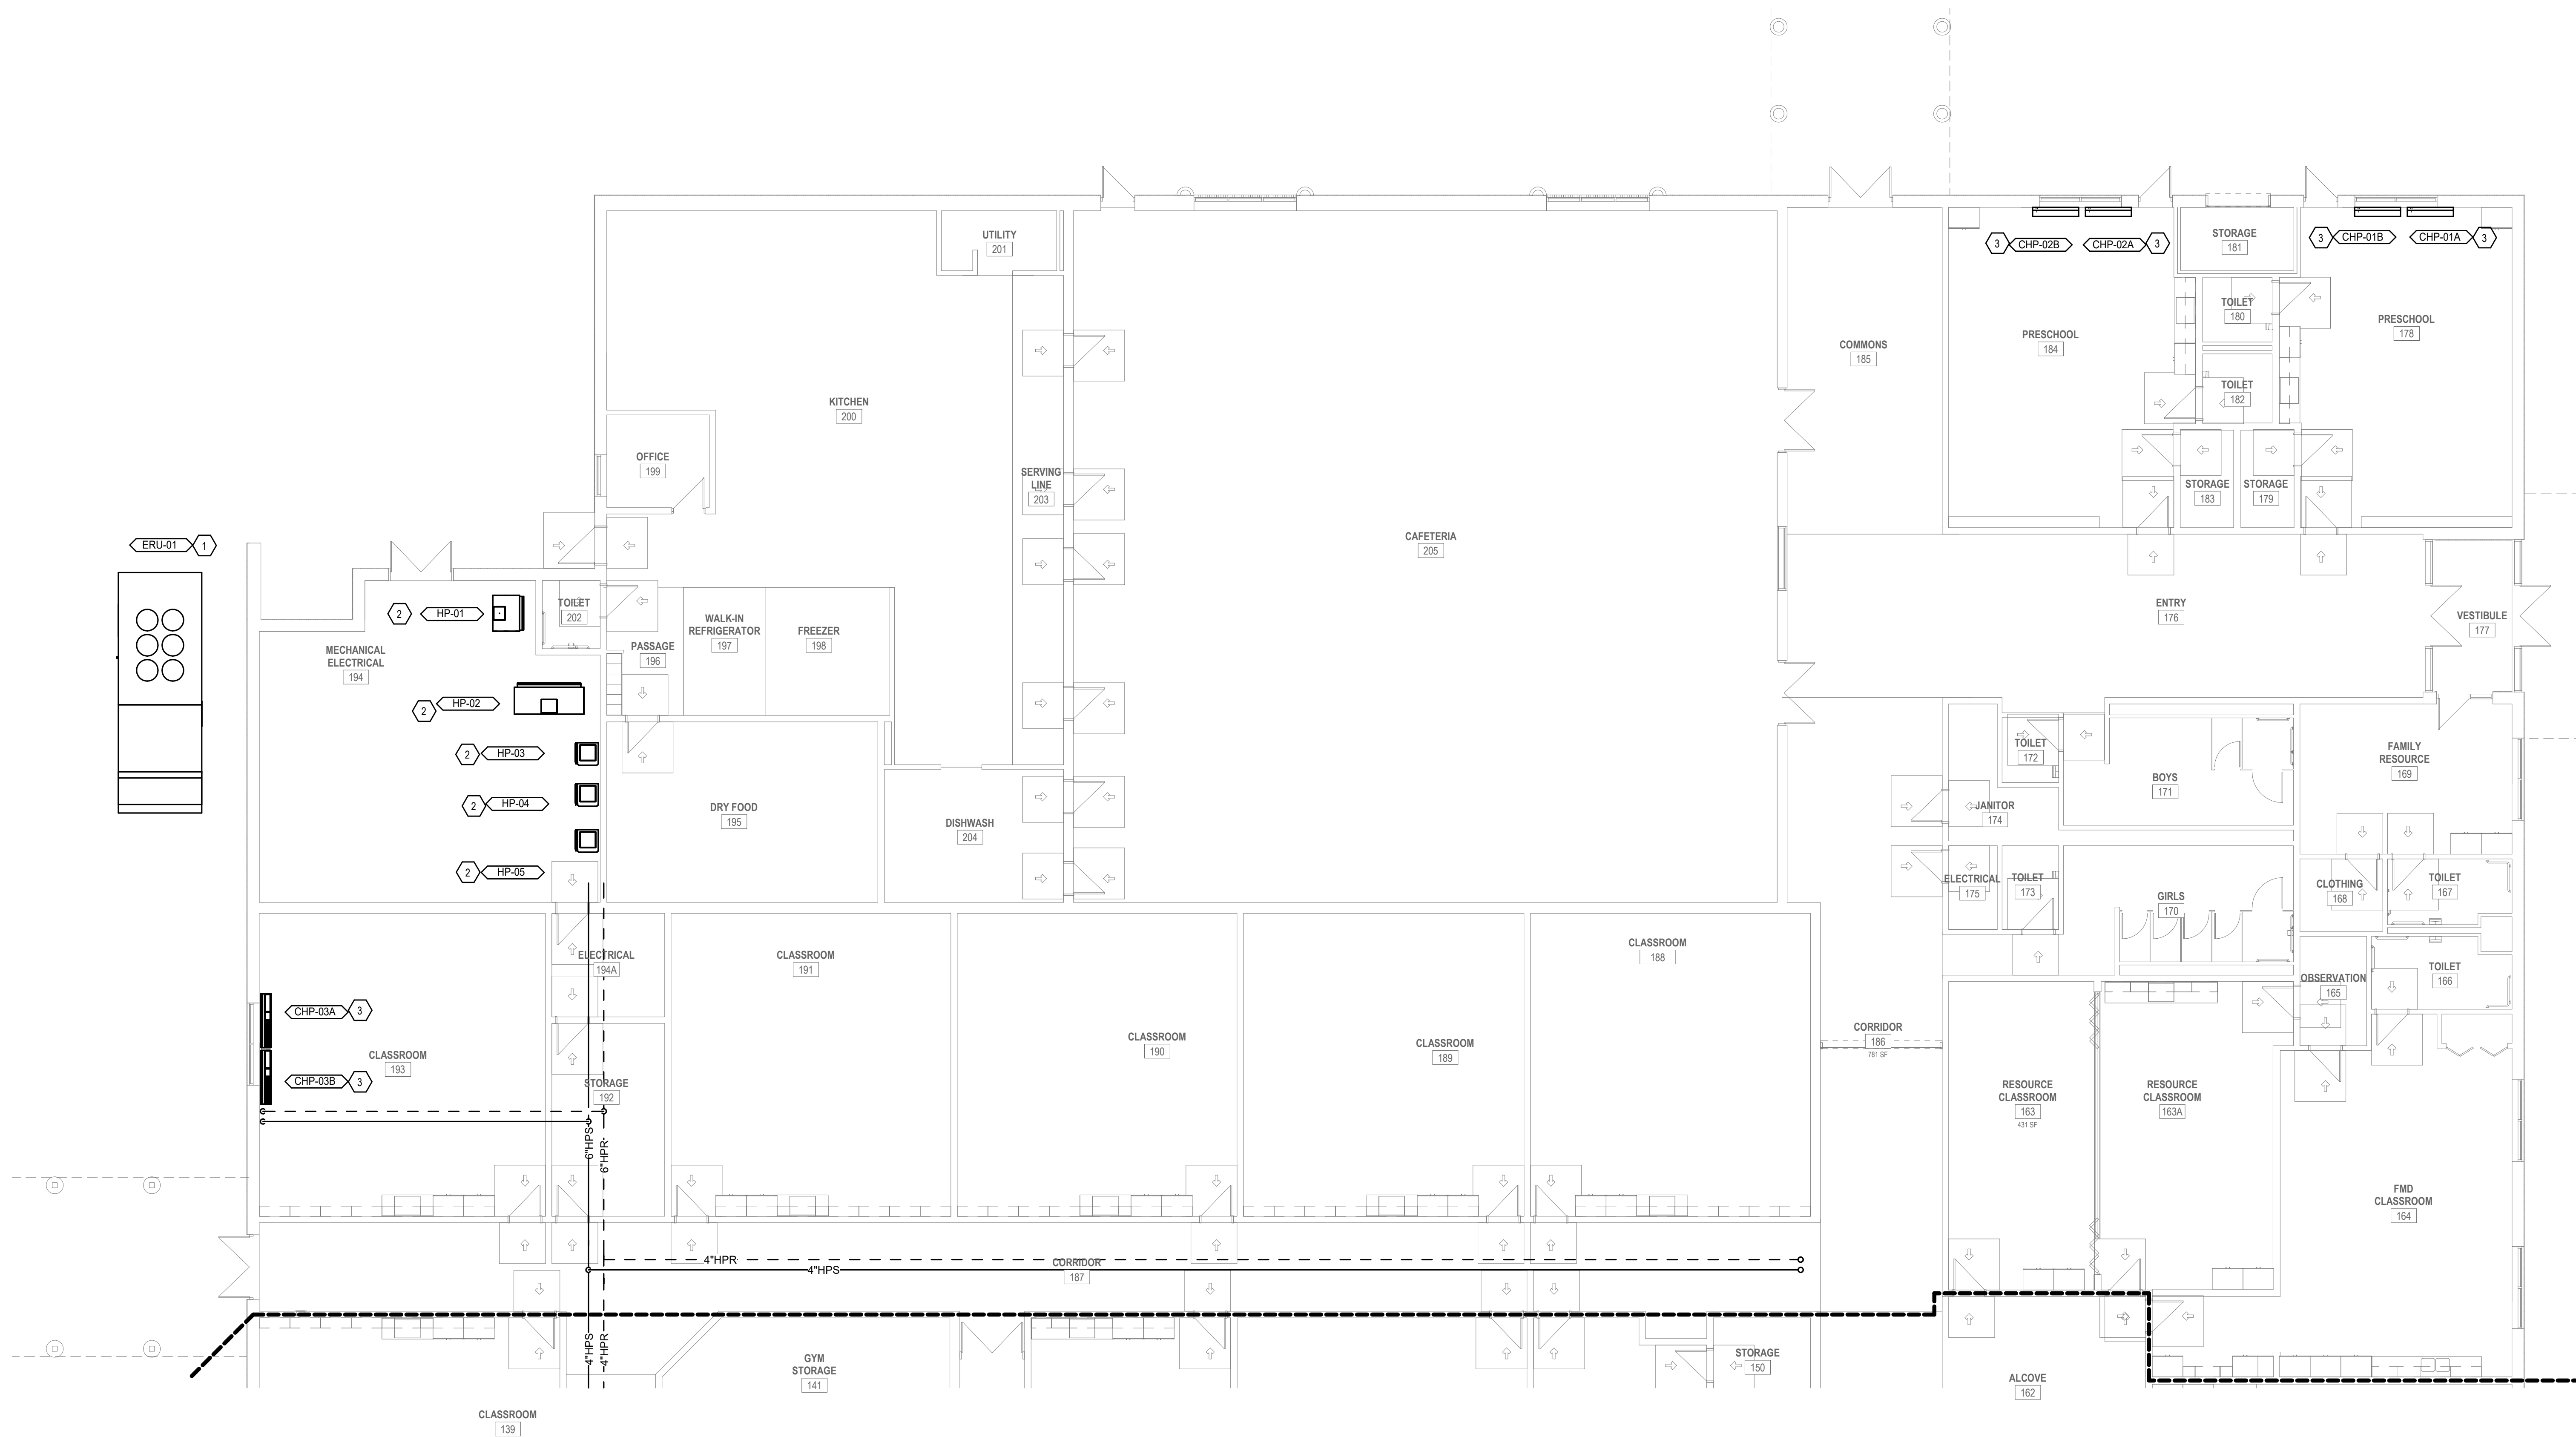 UTILITY
201
STORAGE
181
3
CHP-02B
CHP-02A
3
3
CHP-01B
CHP-01A
3
TOILET
180
PRESCHOOL
184
PRESCHOOL
178
COMMONS
185
TOILET
182
KITCHEN
200
OFFICE
199
SERVING
LINE
203
STORAGE
183
STORAGE
179
CAFETERIA
205
ERU-01
1
2
HP-01
TOILET
202
ENTRY
176
VESTIBULE
177
WALK-IN
REFRIGERATOR
197
FREEZER
198
PASSAGE
196
MECHANICAL
ELECTRICAL
194
2
HP-02
2
HP-03
2
HP-04
2
HP-05
TOILET
172
FAMILY
RESOURCE
169
BOYS
171
DRY FOOD
195
DISHWASH
204
JANITOR
174
ELECTRICAL
175
TOILET
173
GIRLS
170
CLOTHING
168
TOILET
167
ELECTRICAL
194A
CLASSROOM
191
CLASSROOM
188
OBSERVATION
165
TOILET
166
CHP-03A
3
CLASSROOM
193
CHP-03B
3
CLASSROOM
190
CLASSROOM
189
CORRIDOR
186
781 SF
STORAGE
192
RESOURCE
CLASSROOM
163
431 SF
RESOURCE
CLASSROOM
163A
6"HPS
6"HPR
FMD
CLASSROOM
164
4"HPR
4"HPS
CORRIDOR
187
4"HPS
4"HPR
GYM
STORAGE
141
STORAGE
150
ALCOVE
162
CLASSROOM
139